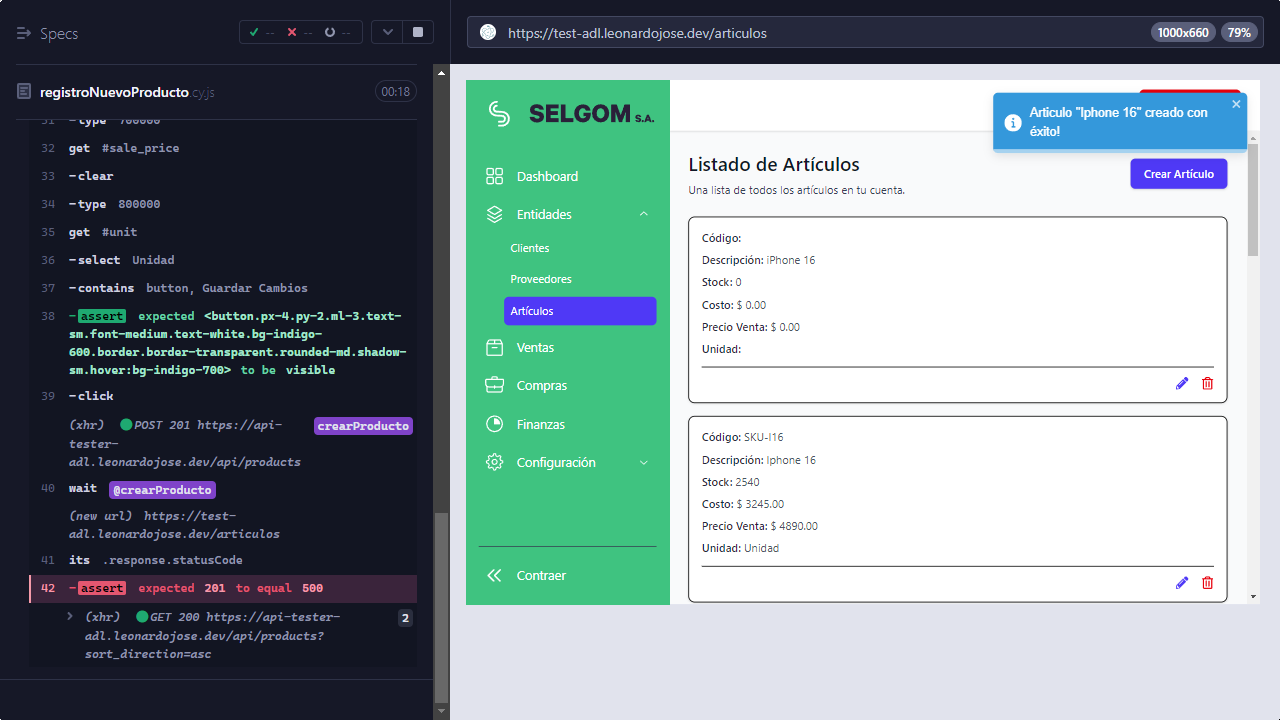 Specs
-- -- --
https://test-adl.leonardojose.dev/articulos
1000x660
79%
registroNuevoProducto.cy.js
00:18
31 -type 700000
32 get #sale_price
33 -clear
34 -type 800000
35 get #unit
36 -select Unidad
37 -contains button, Guardar Cambios
38 -assert expected <button.px-4.py-2.ml-3.text-
sm.font-medium.text-white.bg-indigo-
600.border.border-transparent.rounded-md.shadow-
sm.hover:bg-indigo-700> to be visible
39 -click
(xhr) POST 201 https://api-
tester-
adl.leonardojose.dev/api/products
crearProducto
40 wait @crearProducto
(new url) https://test-
adl.leonardojose.dev/articulos
41 its .response.statusCode
42 -assert expected 201 to equal 500
(xhr) GET 200 https://api-tester-
adl.leonardojose.dev/api/products?
sort_direction=asc
2
SELGOM S.A.
Dashboard
Entidades
Clientes
Proveedores
Artículos
Ventas
Compras
Finanzas
Configuración
Contraer
Articulo "Iphone 16" creado con
éxito!
Listado de Artículos
Una lista de todos los artículos en tu cuenta.
Crear Artículo
Código:
Descripción: iPhone 16
Stock: 0
Costo: $ 0.00
Precio Venta: $ 0.00
Unidad:
Código: SKU-I16
Descripción: Iphone 16
Stock: 2540
Costo: $ 3245.00
Precio Venta: $ 4890.00
Unidad: Unidad